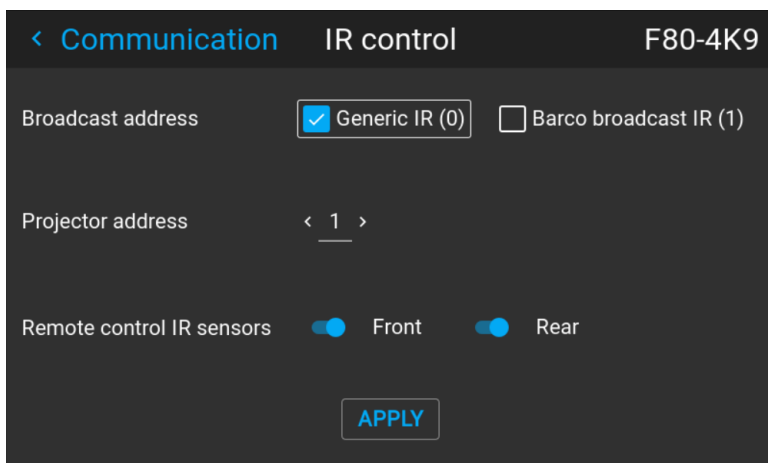 < Communication IR control F80-4K9
Broadcast address Generic IR (0) Barco broadcast IR (1)
Projector address < 1 >
Remote control IR sensors Front Rear
APPLY